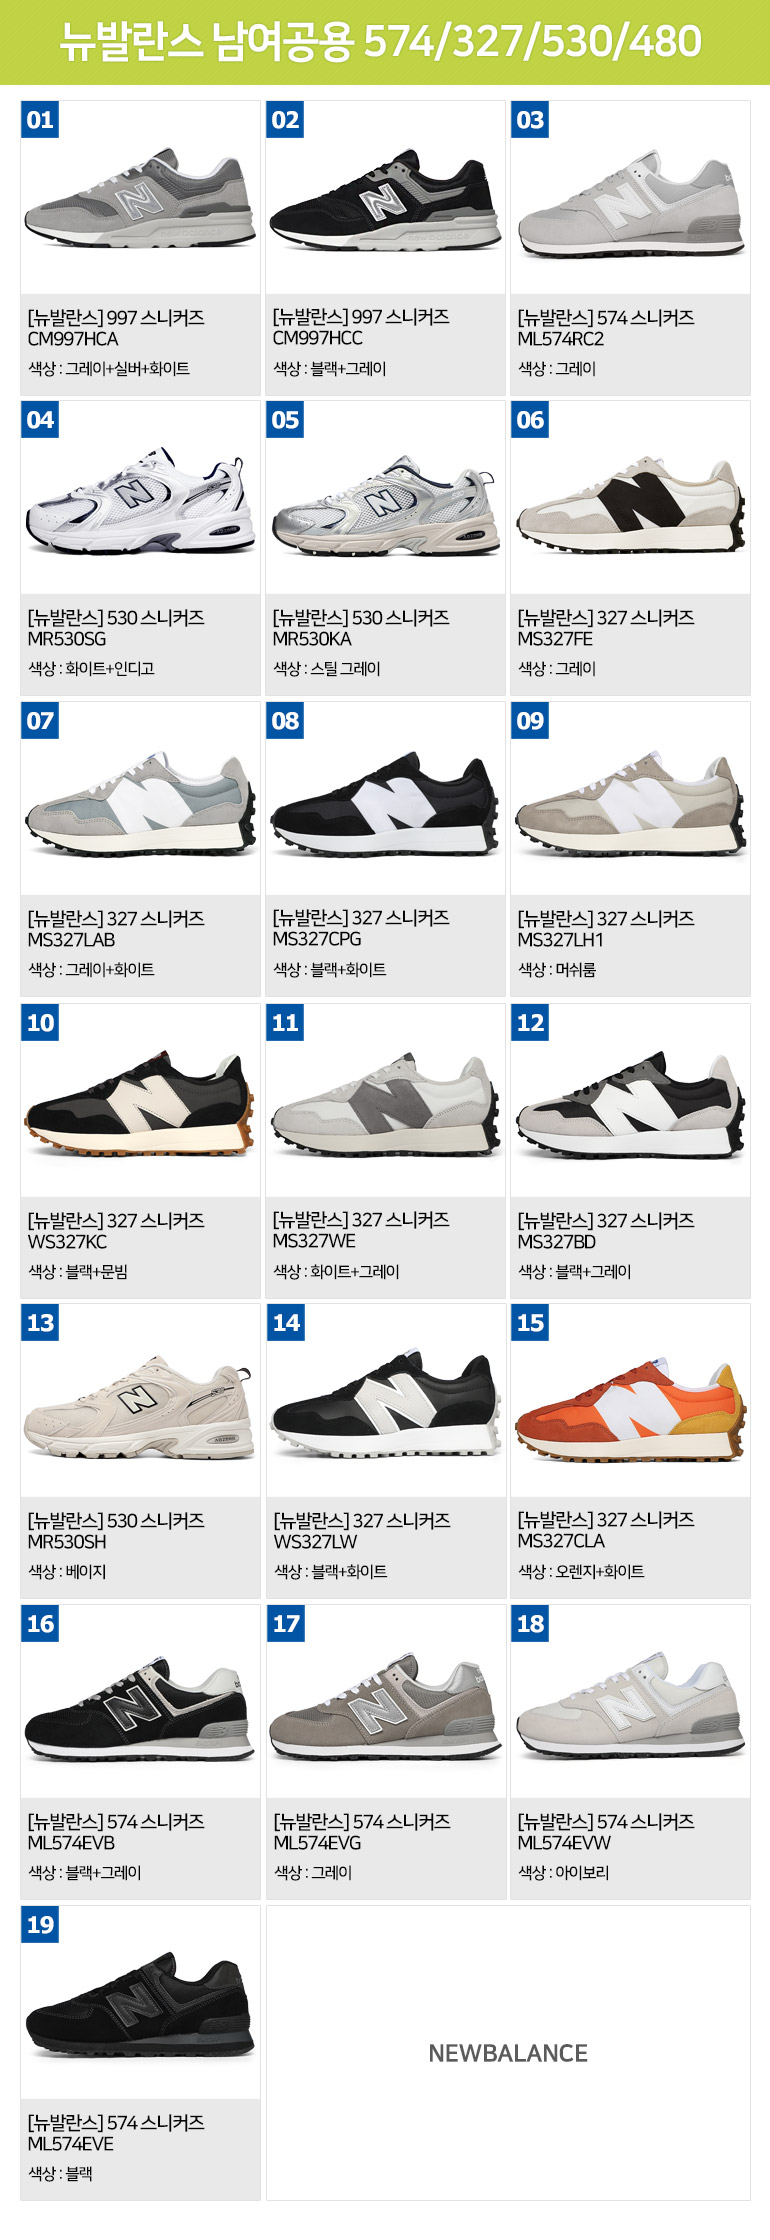 뉴발란스 남여공용 574/327/530/480
01
[뉴발란스] 997 스니커즈
CM997HCA
색상 : 그레이+실버+화이트
02
[뉴발란스] 997 스니커즈
CM997HCC
색상 : 블랙+그레이
03
[뉴발란스] 574 스니커즈
ML574RC2
색상 : 그레이
04
[뉴발란스] 530 스니커즈
MR530SG
색상 : 화이트+인디고
05
[뉴발란스] 530 스니커즈
MR530KA
색상 : 스틸 그레이
06
[뉴발란스] 327 스니커즈
MS327FE
색상 : 그레이
07
[뉴발란스] 327 스니커즈
MS327LAB
색상 : 그레이+화이트
08
[뉴발란스] 327 스니커즈
MS327CPG
색상 : 블랙+화이트
09
[뉴발란스] 327 스니커즈
MS327LH1
색상 : 머쉬룸
10
[뉴발란스] 327 스니커즈
WS327KC
색상 : 블랙+문빔
11
[뉴발란스] 327 스니커즈
MS327WE
색상 : 화이트+그레이
12
[뉴발란스] 327 스니커즈
MS327BD
색상 : 블랙+그레이
13
[뉴발란스] 530 스니커즈
MR530SH
색상 : 베이지
14
[뉴발란스] 327 스니커즈
WS327LW
색상 : 블랙+화이트
15
[뉴발란스] 327 스니커즈
MS327CLA
색상 : 오렌지+화이트
16
[뉴발란스] 574 스니커즈
ML574EVB
색상 : 블랙+그레이
17
[뉴발란스] 574 스니커즈
ML574EVG
색상 : 그레이
18
[뉴발란스] 574 스니커즈
ML574EVW
색상 : 아이보리
19
[뉴발란스] 574 스니커즈
ML574EVE
색상 : 블랙
NEWBALANCE